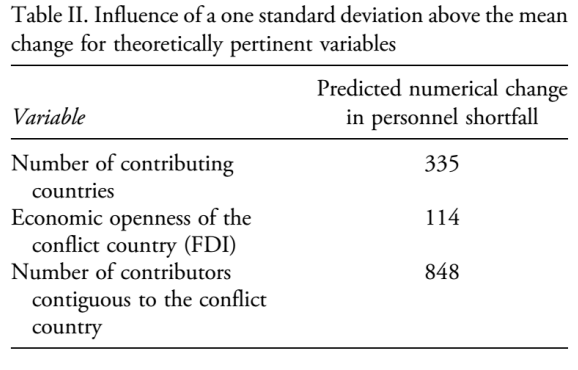 Table II. Influence of a one standard deviation above the mean
change for theoretically pertinent variables
Predicted numerical change
Variable in personnel shortfall
Number of contributing 335
countries
Economic openness of the 114
conflict country (FDI)
Number of contributors 848
contiguous to the conflict
country